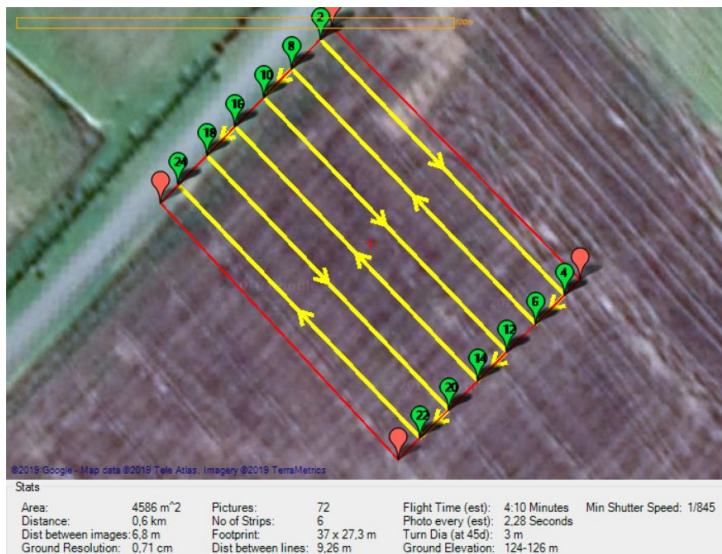 2
8
10
16
18
24
4
6
12
14
20
22
©2019 Google - Map data ©2019 Tele Atlas, Imagery ©2019 TerraMetrics
Stats
Area: 4586 m^2 Pictures: 72 Flight Time (est): 4:10 Minutes Min Shutter Speed: 1/845
Distance: 0,6 km No of Strips: 6 Photo every (est): 2,28 Seconds
Dist between images: 6,8 m Footprint: 37 x 27,3 m Turn Dia (at 45d): 3 m
Ground Resolution: 0,71 cm Dist between lines: 9,26 m Ground Elevation: 124-126 m